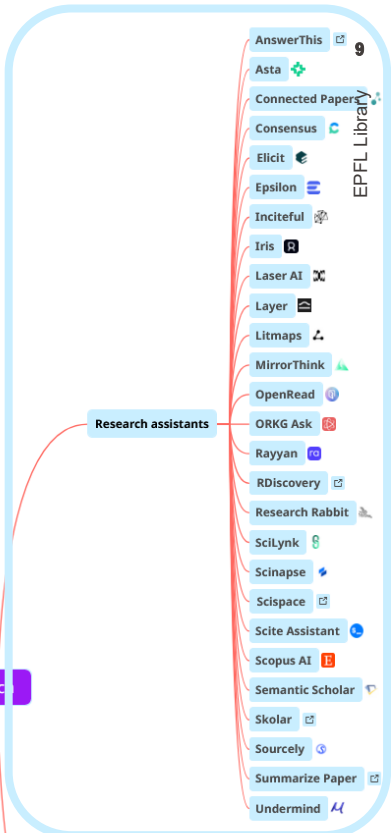 AnswerThis
9
Asta
Connected Papers
EPFL Library
Consensus
Elicit
Epsilon
Inciteful
Iris
Laser AI
Layer
Litmaps
MirrorThink
OpenRead
Research assistants
ORKG Ask
Rayyan
ra
RDiscovery
Research Rabbit
SciLynk
Scinapse
Scispace
Scite Assistant
Scopus AI
Semantic Scholar
Skolar
Sourcely
Summarize Paper
Undermind